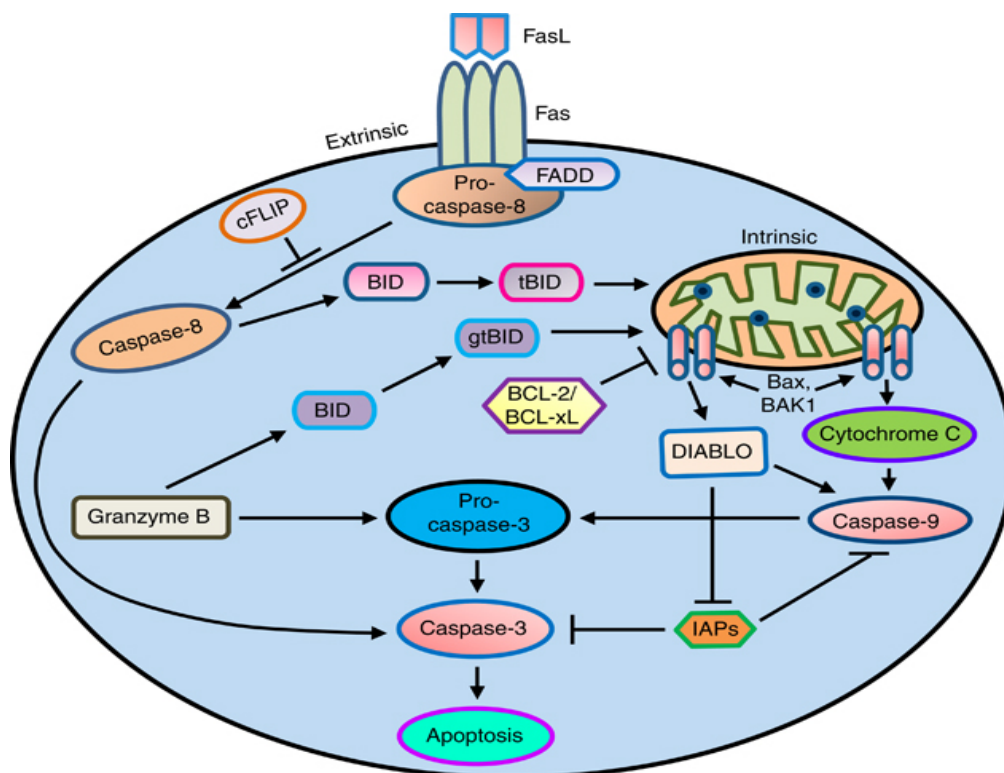 FasL
Fas
Extrinsic
FADD
Pro-
caspase-8
cFLIP
Intrinsic
BID
tBID
Caspase-8
gtBID
Bax,
BAK1
BCL-2/
BCL-xL
BID
Cytochrome C
DIABLO
Granzyme B
Pro-
caspase-3
Caspase-9
Caspase-3
IAPs
Apoptosis